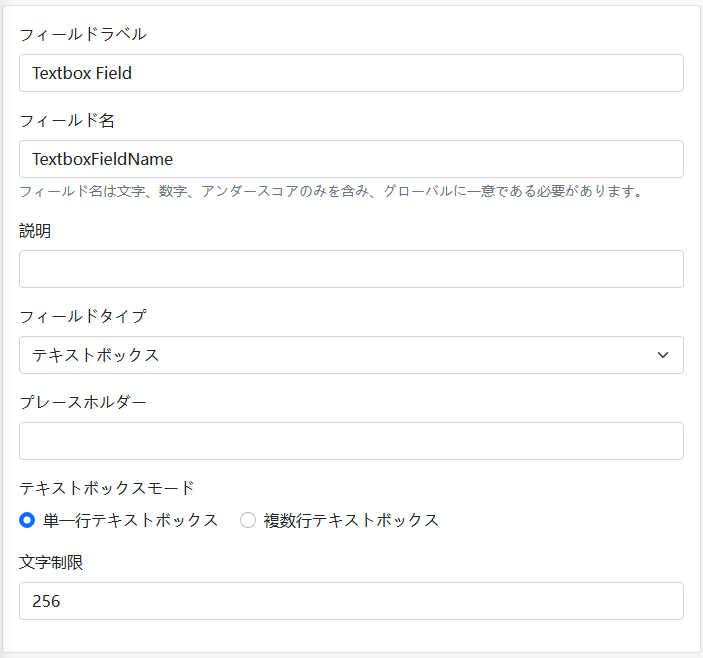 フィールドラベル
Textbox Field
フィールド名
TextboxFieldName
フィールド名は文字、数字、アンダースコアのみを含み、グローバルに一意である必要があります。
説明
フィールドタイプ
テキストボックス
プレースホルダー
テキストボックスモード
単一行テキストボックス 複数行テキストボックス
文字制限
256